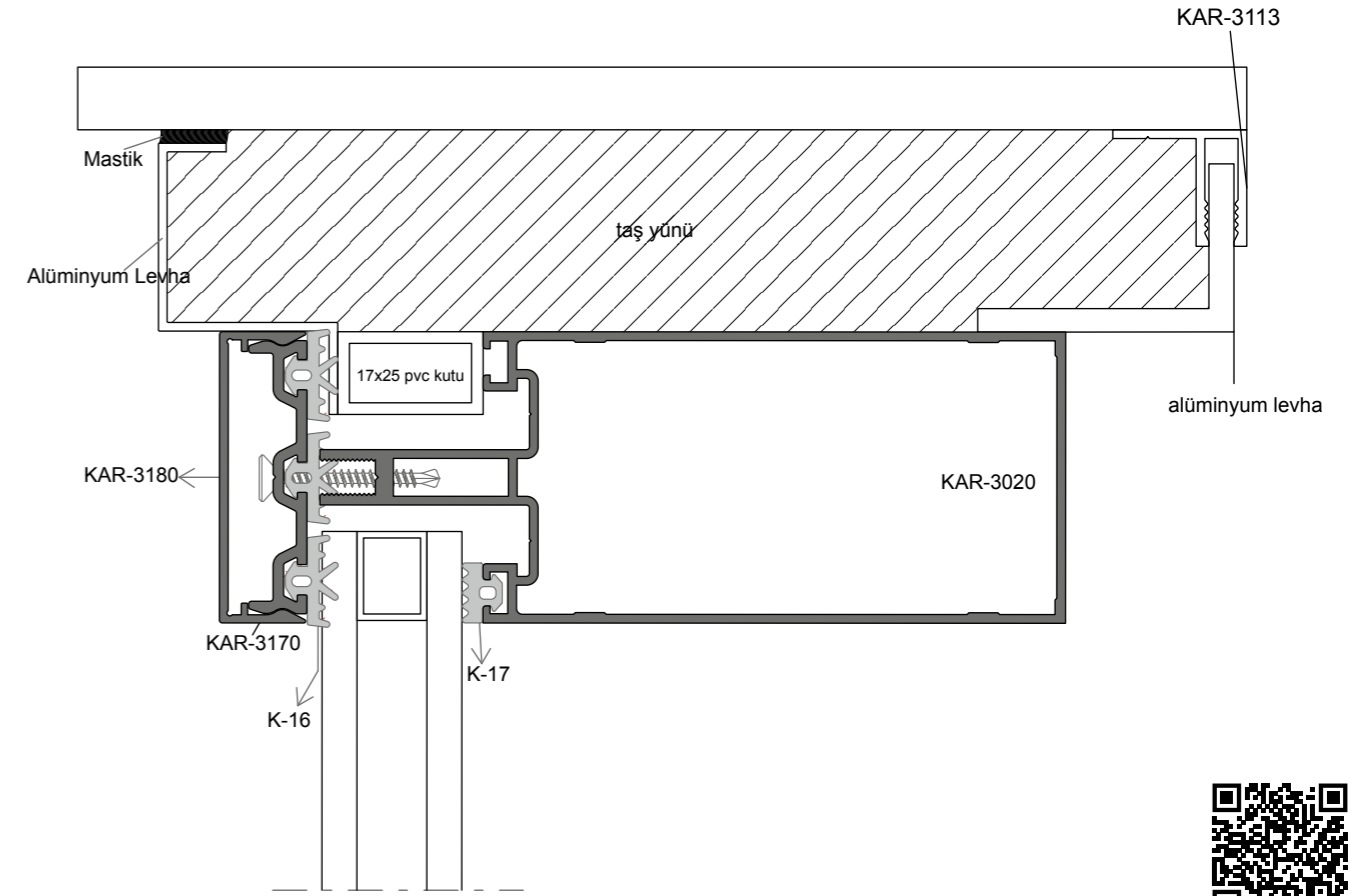 KAR-3113
Mastik
taş yünü
Alüminyum Levha
17x25 pvc kutu
alüminyum levha
KAR-3180
KAR-3020
KAR-3170
K-17
K-16